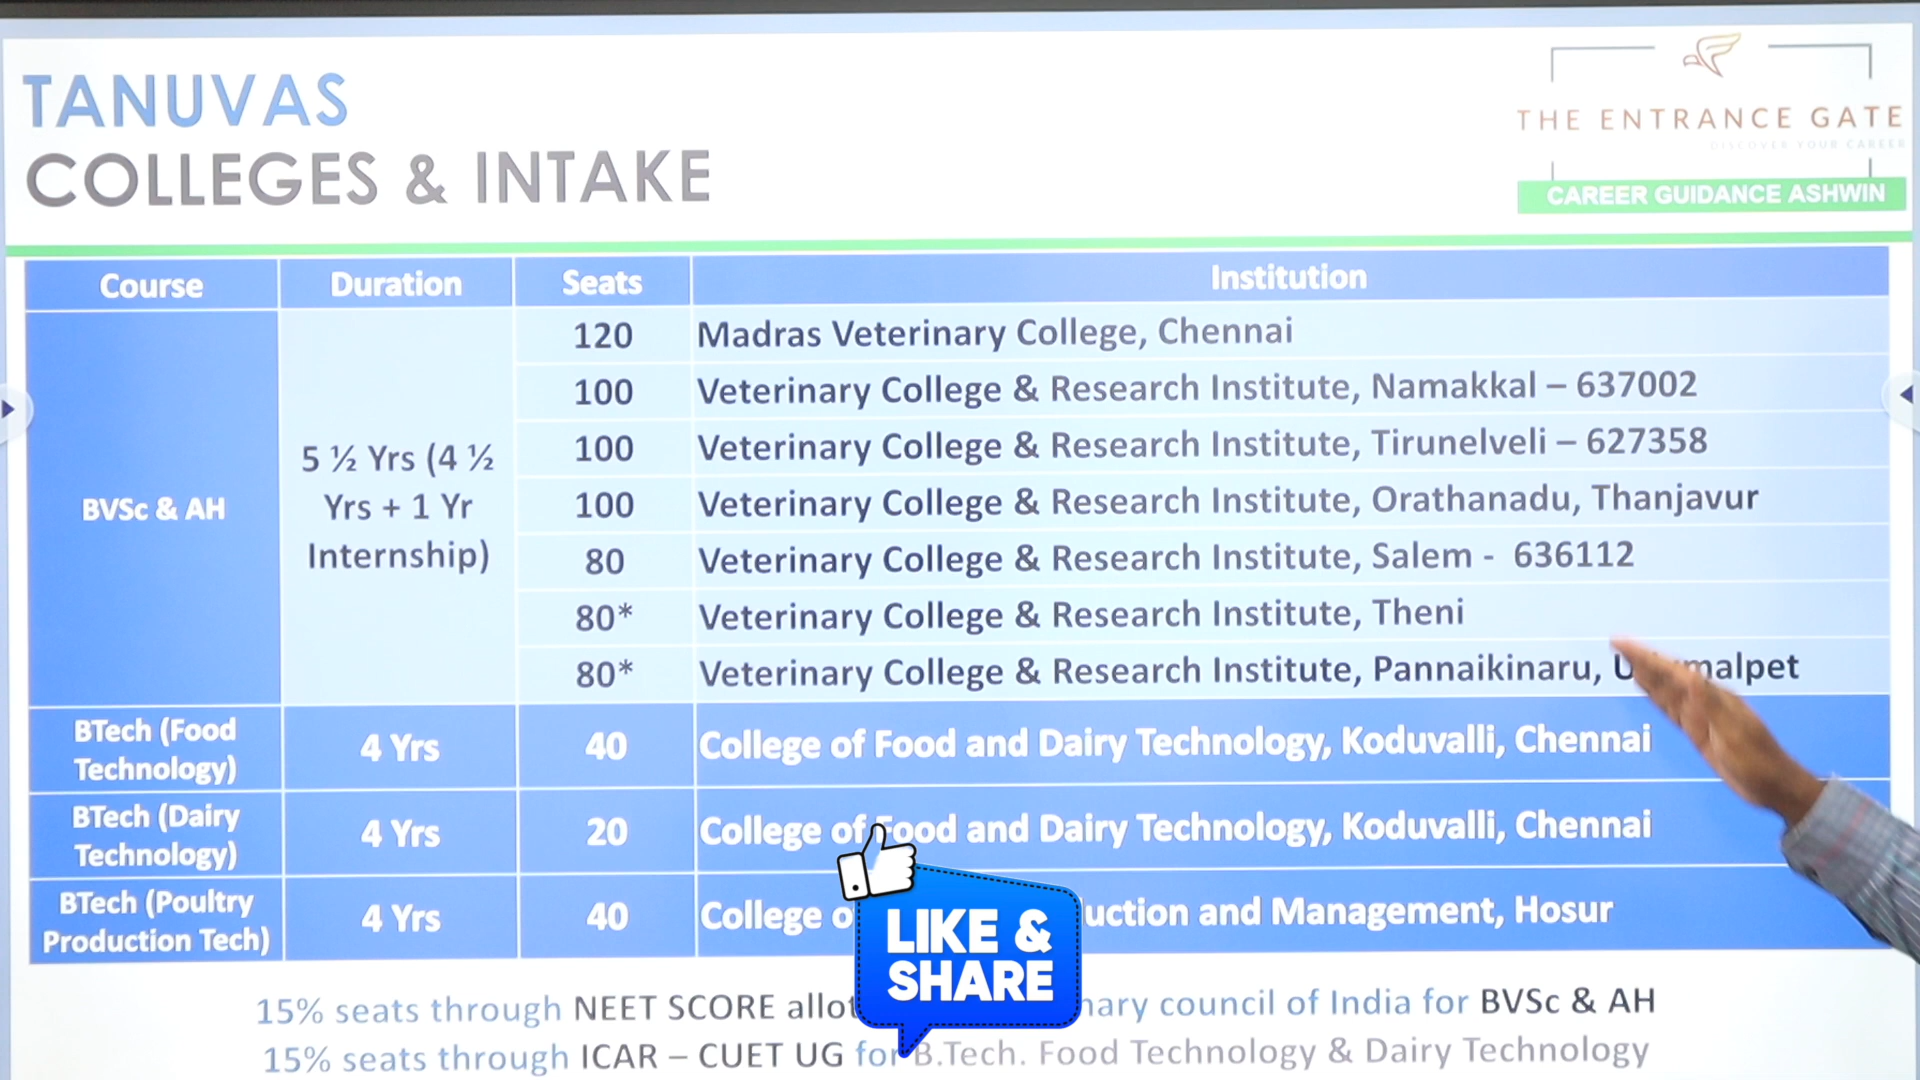 TANUVAS
COLLEGES & INTAKE
THE ENTRANCE GATE
DISCOVER YOUR CAREER
CAREER GUIDANCE ASHWIN
Course Duration Seats Institution
BVSc & AH
5 ½ Yrs (4 ½
Yrs + 1 Yr
Internship)
120 Madras Veterinary College, Chennai
100 Veterinary College & Research Institute, Namakkal – 637002
100 Veterinary College & Research Institute, Tirunelveli – 627358
100 Veterinary College & Research Institute, Orathanadu, Thanjavur
80 Veterinary College & Research Institute, Salem - 636112
80* Veterinary College & Research Institute, Theni
80* Veterinary College & Research Institute, Pannaikinaru,
BTech (Food
Technology)
4 Yrs 40 College of Food and Dairy Technology, Koduvalli, Chennai
BTech (Dairy
Technology)
4 Yrs 20 College of Food and Dairy Technology, Koduvalli, Chennai
BTech (Poultry
Production Tech)
4 Yrs 40 College and Management, Hosur
LIKE &
SHARE
15% seats through NEET SCORE council of India for BVSc & AH
15% seats through ICAR – CUET UG for B.Tech. Food Technology & Dairy Technology